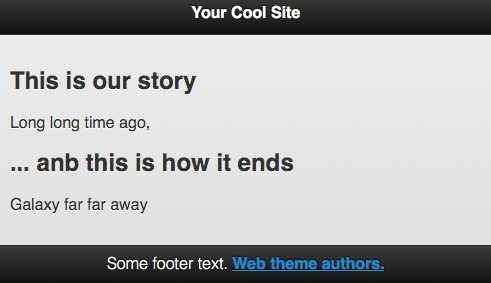 Your Cool Site
This is our story
Long long time ago,
... anb this is how it ends
Galaxy far far away
Some footer text. Web theme authors.